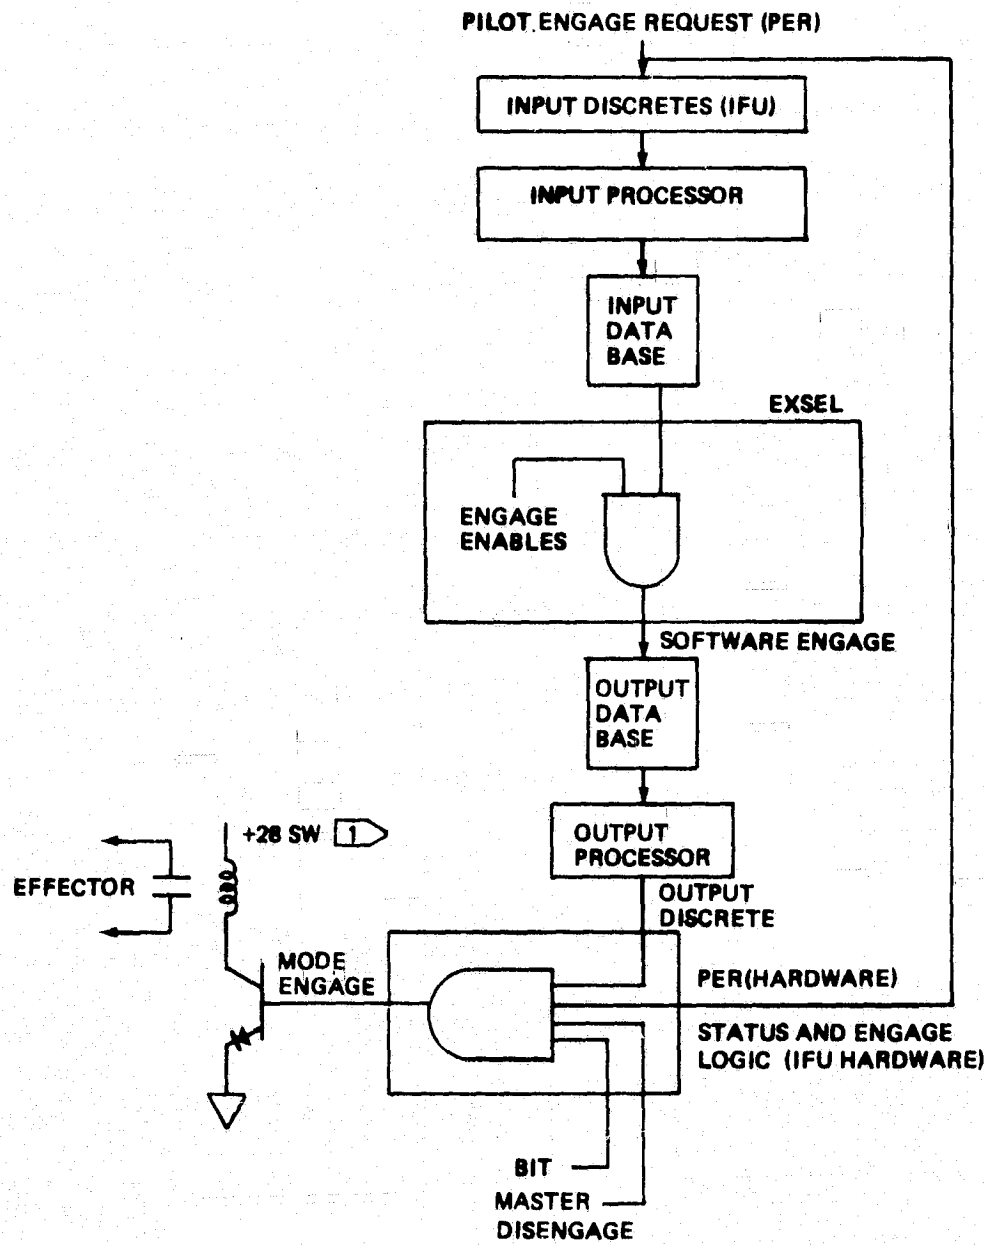 PILOT ENGAGE REQUEST (PER)
INPUT DISCRETES (IFU)
INPUT PROCESSOR
INPUT
DATA
BASE
EXSEL
ENGAGE
ENABLES
SOFTWARE ENGAGE
OUTPUT
DATA
BASE
+28 SW 1
OUTPUT
PROCESSOR
EFFECTOR
OUTPUT
DISCRETE
MODE
ENGAGE
PER(HARDWARE)
STATUS AND ENGAGE
LOGIC (IFU HARDWARE)
BIT
MASTER
DISENGAGE